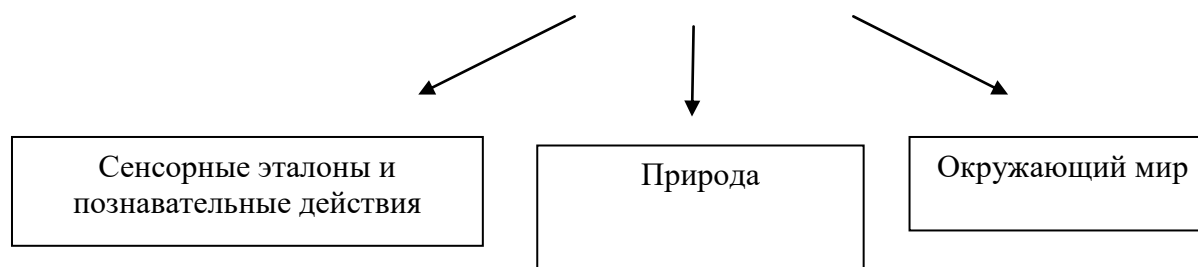 Сенсорные эталоны и
познавательные действия
Природа
Окружающий мир